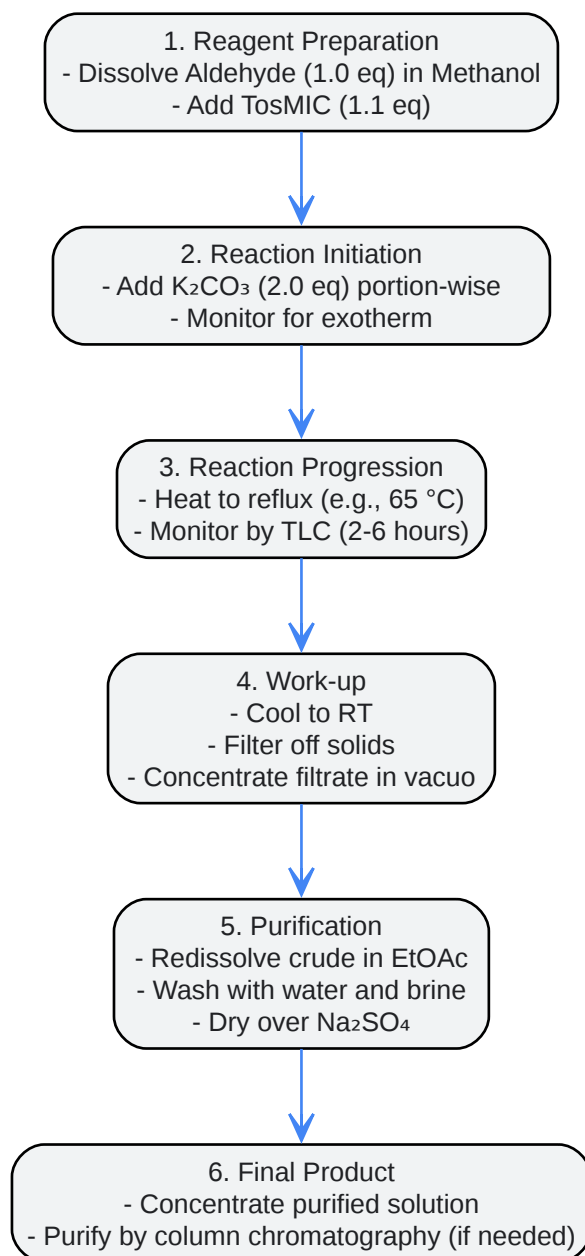 1. Reagent Preparation
- Dissolve Aldehyde (1.0 eq) in Methanol
- Add TosMIC (1.1 eq)
2. Reaction Initiation
- Add K₂CO₃ (2.0 eq) portion-wise
- Monitor for exotherm
3. Reaction Progression
- Heat to reflux (e.g., 65 °C)
- Monitor by TLC (2-6 hours)
4. Work-up
- Cool to RT
- Filter off solids
- Concentrate filtrate in vacuo
5. Purification
- Redissolve crude in EtOAc
- Wash with water and brine
- Dry over Na₂SO₄
6. Final Product
- Concentrate purified solution
- Purify by column chromatography (if needed)